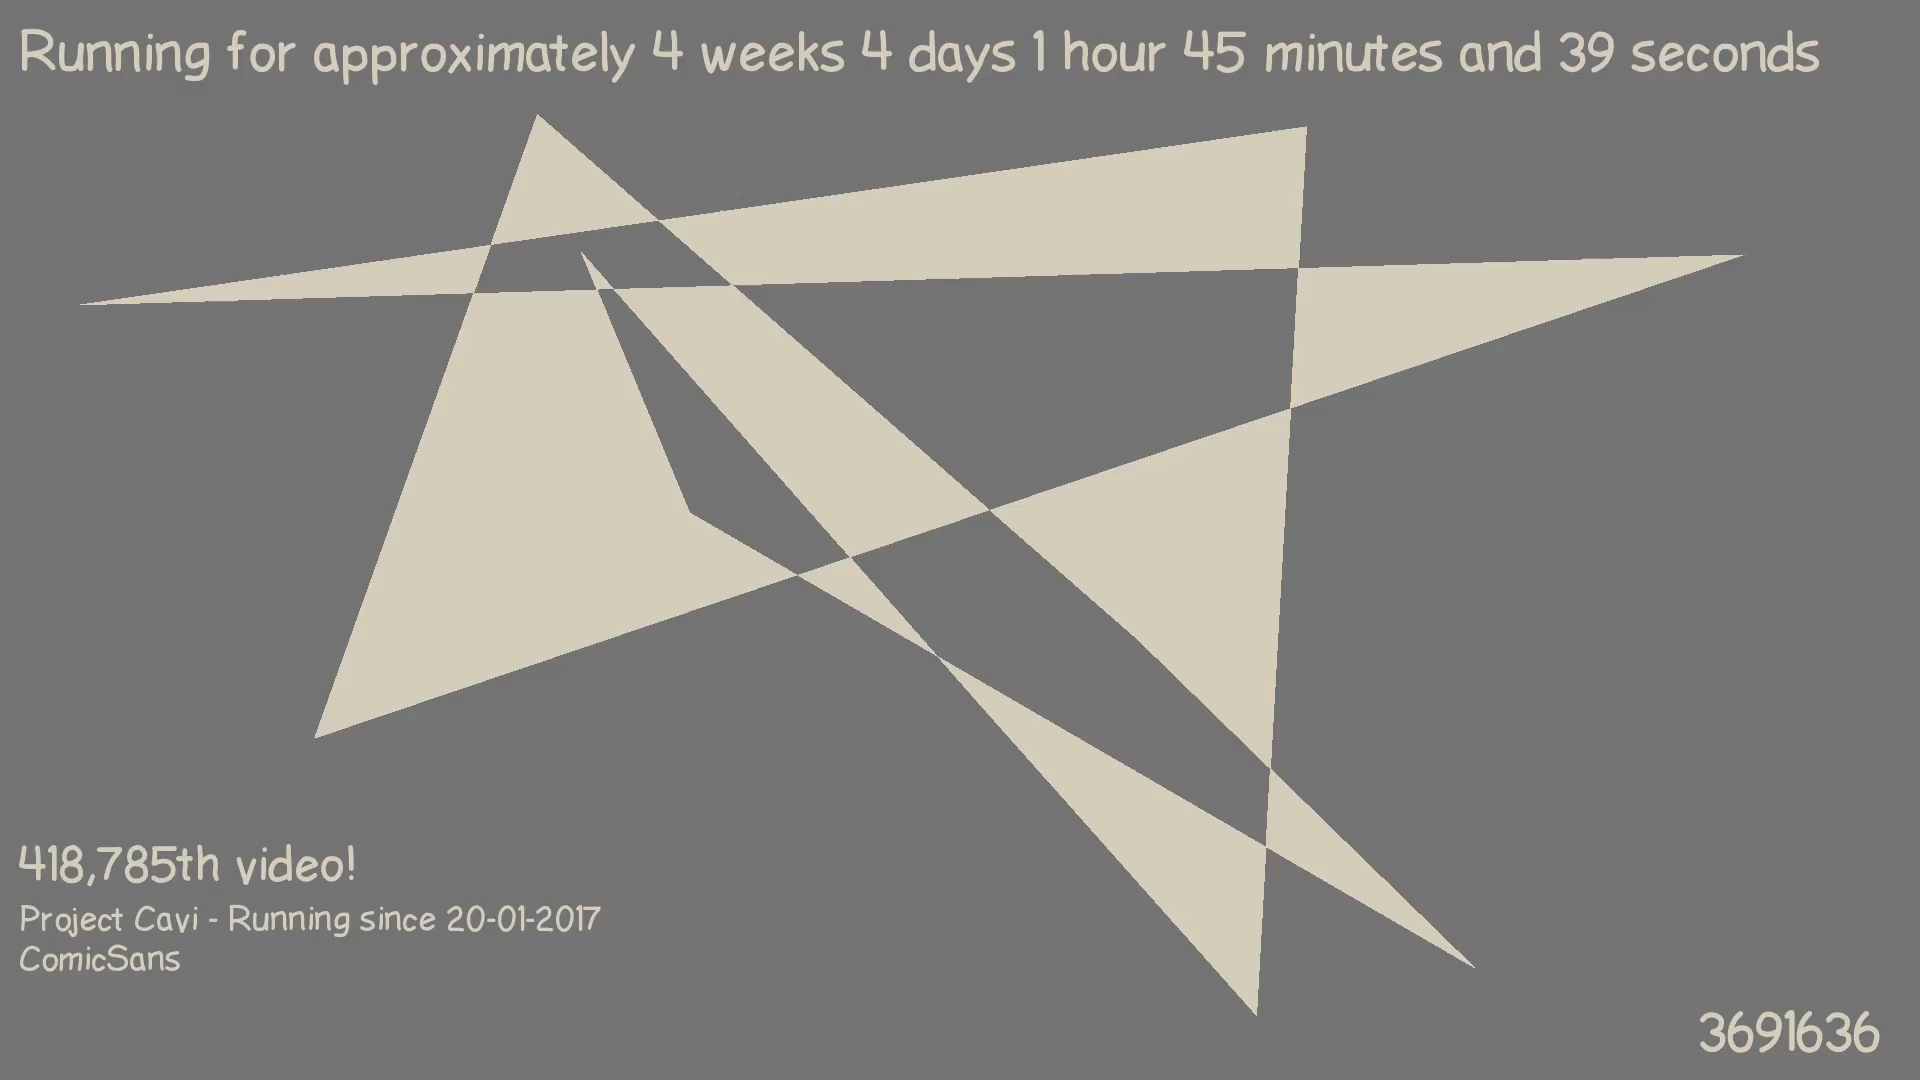 Running for approximately 4 weeks 4 days 1 hour 45 minutes and 39 seconds
418,785th video!
Project Cavi - Running since 20-01-2017
ComicSans
3691636